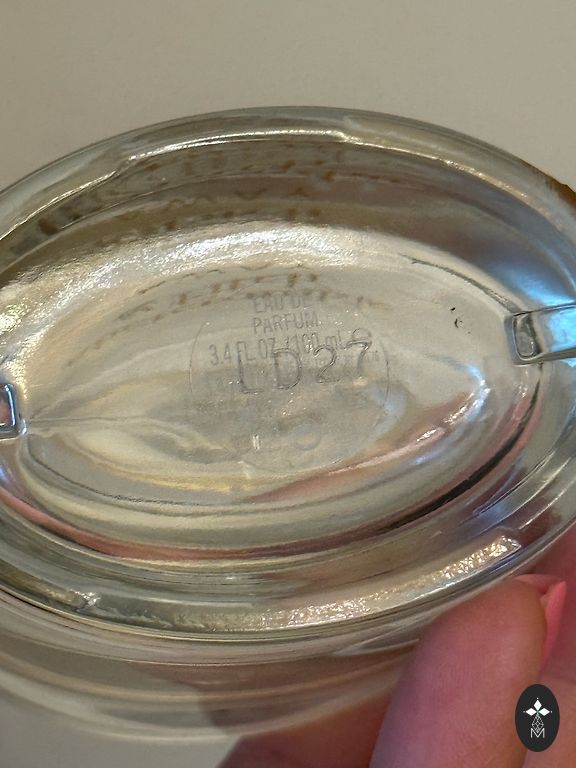 EAU DE
PARFUM
3.4 FL.OZ./100 ml ℮
LD27
M